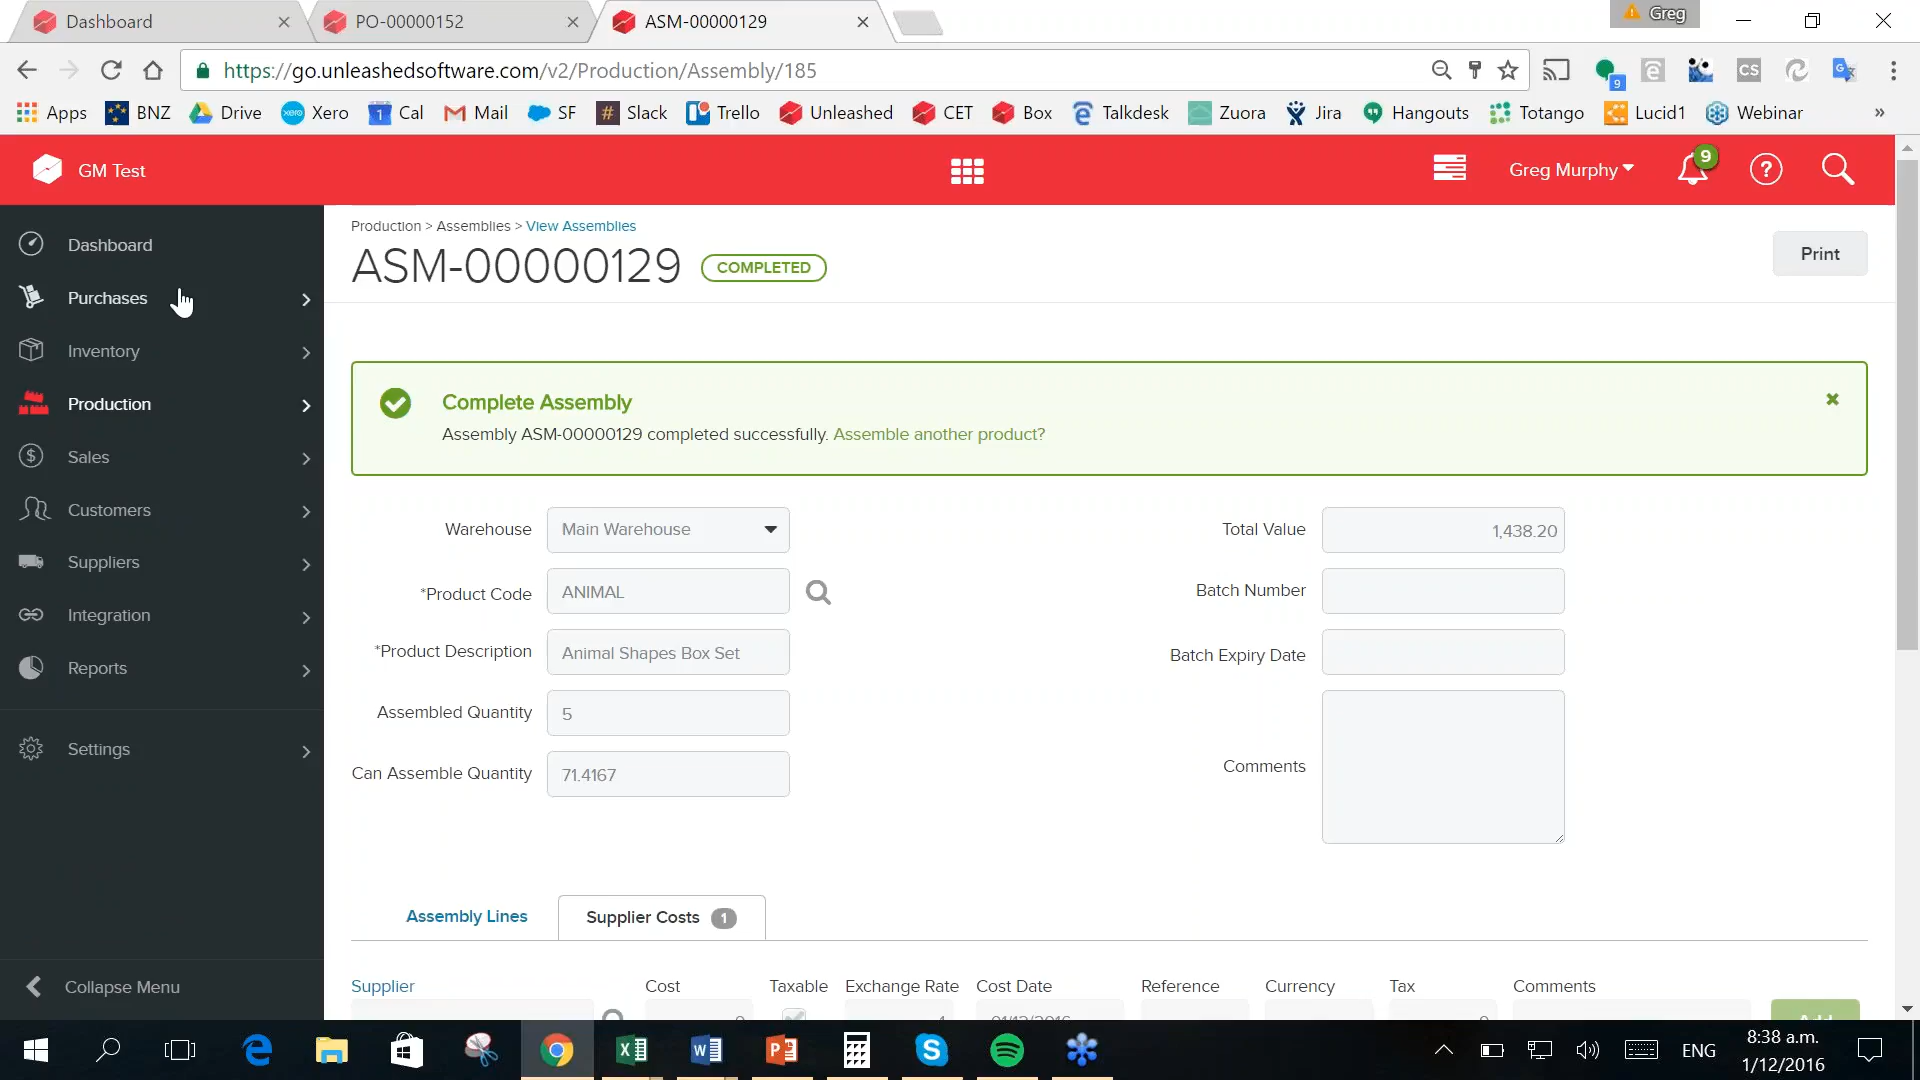 Dashboard
PO-00000152
ASM-00000129
Greg
https://go.unleashedsoftware.com/v2/Production/Assembly/185
9
CS
Apps
BNZ
Drive
Xero
Cal
Mail
SF
Slack
Trello
Unleashed
CET
Box
Talkdesk
Zuora
Jira
Hangouts
Totango
Lucid1
Webinar
»
GM Test
Greg Murphy
9
?
Dashboard
Purchases
Inventory
Production
Sales
Customers
Suppliers
Integration
Reports
Settings
Collapse Menu
Production > Assemblies > View Assemblies
ASM-00000129
COMPLETED
Print
Complete Assembly
Assembly ASM-00000129 completed successfully. Assemble another product?
Warehouse
Main Warehouse
*Product Code
ANIMAL
*Product Description
Animal Shapes Box Set
Assembled Quantity
5
Can Assemble Quantity
71.4167
Total Value
1,438.20
Batch Number
Batch Expiry Date
Comments
Assembly Lines
Supplier Costs 1
Supplier
Cost
Taxable
Exchange Rate
Cost Date
Reference
Currency
Tax
Comments
ENG
8:38 a.m.
1/12/2016